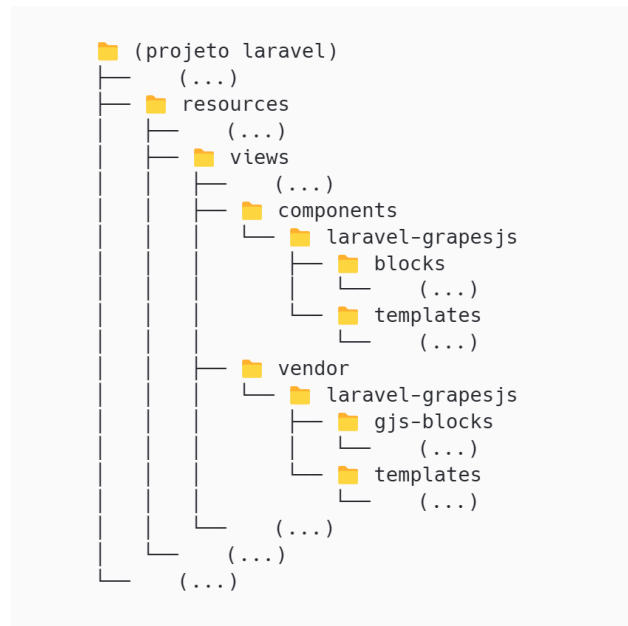 (projeto laravel)
(...)
resources
(...)
views
(...)
components
laravel-grapesjs
blocks
(...)
templates
(...)
vendor
laravel-grapesjs
gjs-blocks
(...)
templates
(...)
(...)
(...)
(...)